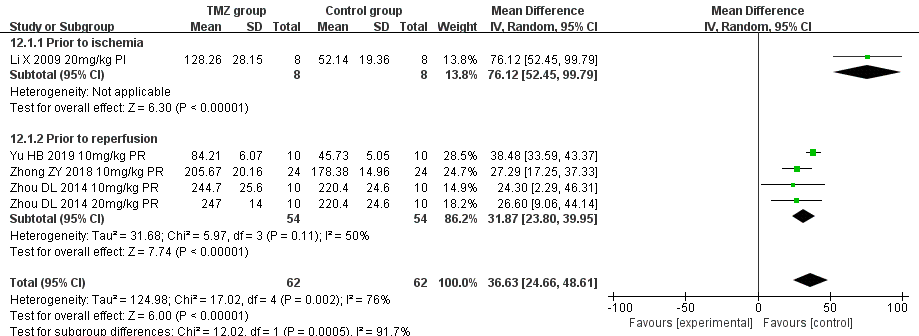 TMZ group Control group Mean Difference Mean Difference
Study or Subgroup Mean SD Total Mean SD Total Weight IV, Random, 95% CI IV, Random, 95% CI
12.1.1 Prior to ischemia
Li X 2009 20mg/kg PI 128.26 28.15 8 52.14 19.36 8 13.8% 76.12 [52.45, 99.79]
Subtotal (95% CI) 8 8 13.8% 76.12 [52.45, 99.79]
Heterogeneity: Not applicable
Test for overall effect: Z = 6.30 (P < 0.00001)
12.1.2 Prior to reperfusion
Yu HB 2019 10mg/kg PR 84.21 6.07 10 45.73 5.05 10 28.5% 38.48 [33.59, 43.37]
Zhong ZY 2018 10mg/kg PR 205.67 20.16 24 178.38 14.96 24 24.7% 27.29 [17.25, 37.33]
Zhou DL 2014 10mg/kg PR 244.7 25.6 10 220.4 24.6 10 14.9% 24.30 [2.29, 46.31]
Zhou DL 2014 20mg/kg PR 247 14 10 220.4 24.6 10 18.2% 26.60 [9.06, 44.14]
Subtotal (95% CI) 54 54 86.2% 31.87 [23.80, 39.95]
Heterogeneity: Tau² = 31.68; Chi² = 5.97, df = 3 (P = 0.11); I² = 50%
Test for overall effect: Z = 7.74 (P < 0.00001)
Total (95% CI) 62 62 100.0% 36.63 [24.66, 48.61]
Heterogeneity: Tau² = 124.98; Chi² = 17.02, df = 4 (P = 0.002); I² = 76%
Test for overall effect: Z = 6.00 (P < 0.00001)
Test for subgroup differences: Chi² = 12.02, df = 1 (P = 0.0005), I² = 91.7%
-100 -50 0 50 100
Favours [experimental] Favours [control]